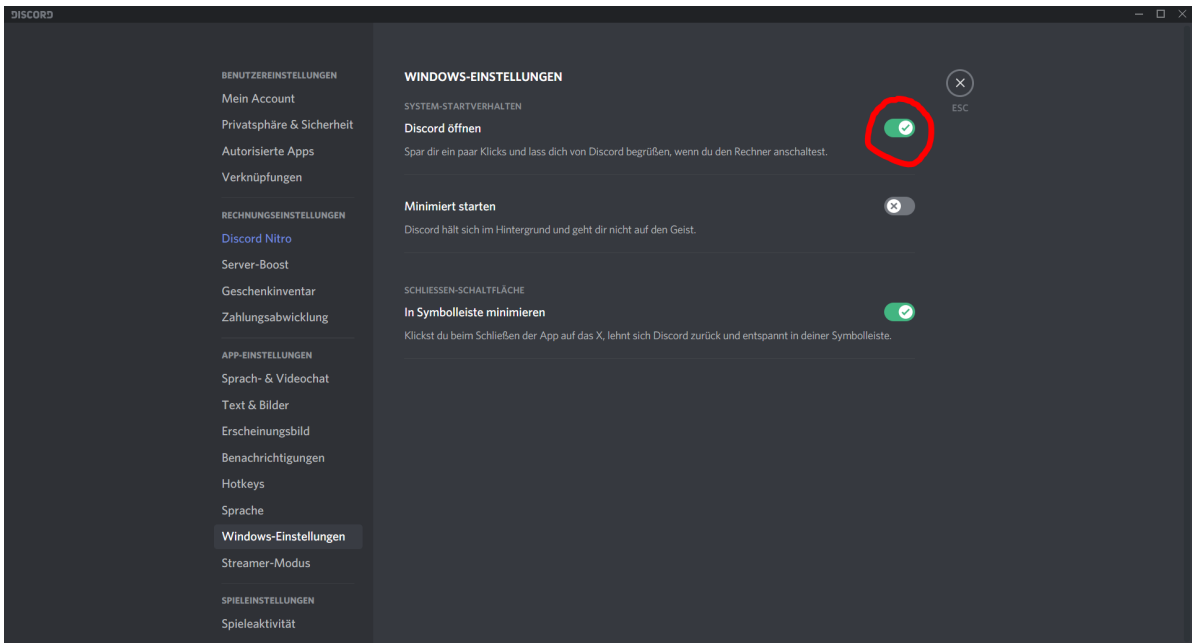 DISCORD
BENUTZEREINSTELLUNGEN
Mein Account
Privatsphäre & Sicherheit
Autorisierte Apps
Verknüpfungen
RECHNUNGSEINSTELLUNGEN
Discord Nitro
Server-Boost
Geschenkinventar
Zahlungsabwicklung
APP-EINSTELLUNGEN
Sprach- & Videochat
Text & Bilder
Erscheinungsbild
Benachrichtigungen
Hotkeys
Sprache
Windows-Einstellungen
Streamer-Modus
SPIELEINSTELLUNGEN
Spieleaktivität
WINDOWS-EINSTELLUNGEN
SYSTEM-STARTVERHALTEN
Discord öffnen
Spar dir ein paar Klicks und lass dich von Discord begrüßen, wenn du den Rechner anschaltest.
Minimiert starten
Discord hält sich im Hintergrund und geht dir nicht auf den Geist.
SCHLIESSEN-SCHALTFLÄCHE
In Symbolleiste minimieren
Klickst du beim Schließen der App auf das X, lehnt sich Discord zurück und entspannt in deiner Symbolleiste.
ESC